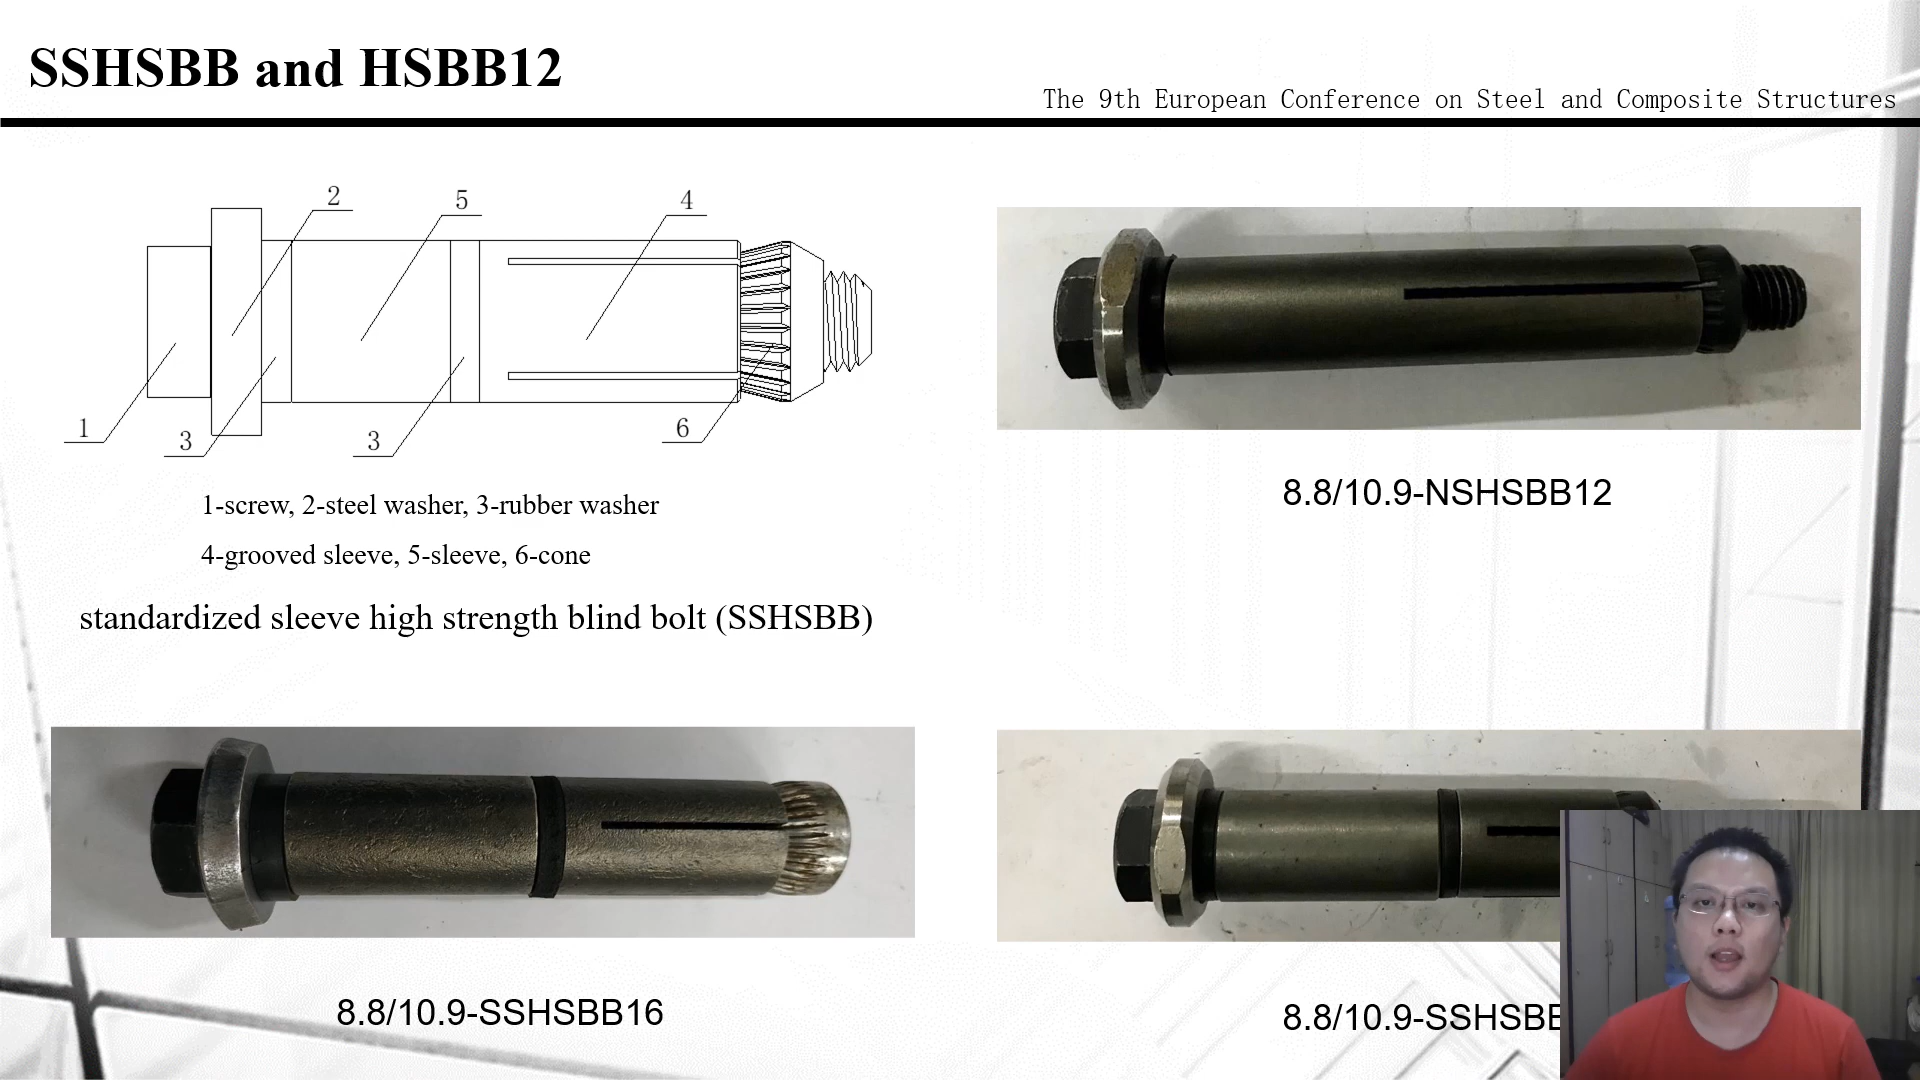 SSHSBB and HSBB12
The 9th European Conference on Steel and Composite Structures
2
5
4
1
3
3
6
1-screw, 2-steel washer, 3-rubber washer
4-grooved sleeve, 5-sleeve, 6-cone
standardized sleeve high strength blind bolt (SSHSBB)
8.8/10.9-NSHSBB12
8.8/10.9-SSHSBB16
8.8/10.9-